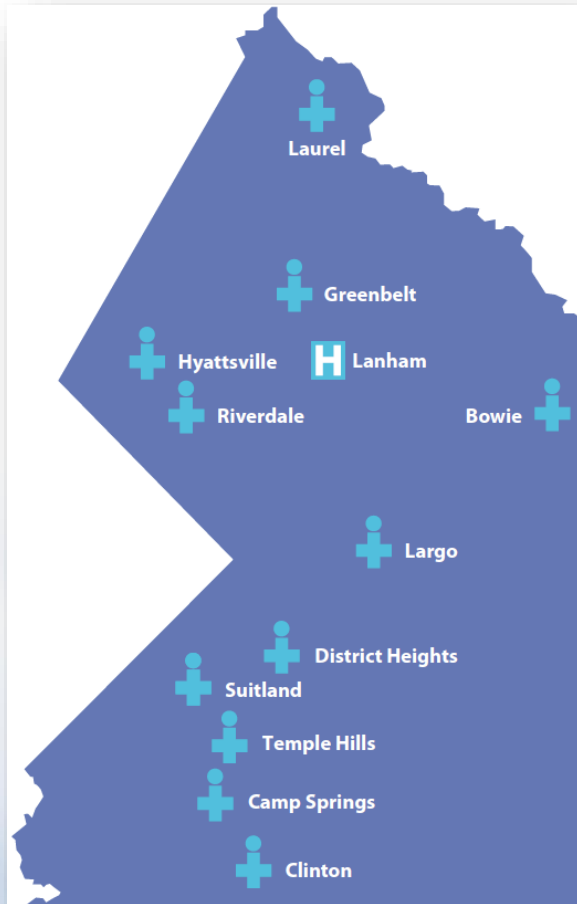 Laurel
Greenbelt
Hyattsville
H Lanham
Riverdale
Bowie
Largo
District Heights
Suitland
Temple Hills
Camp Springs
Clinton